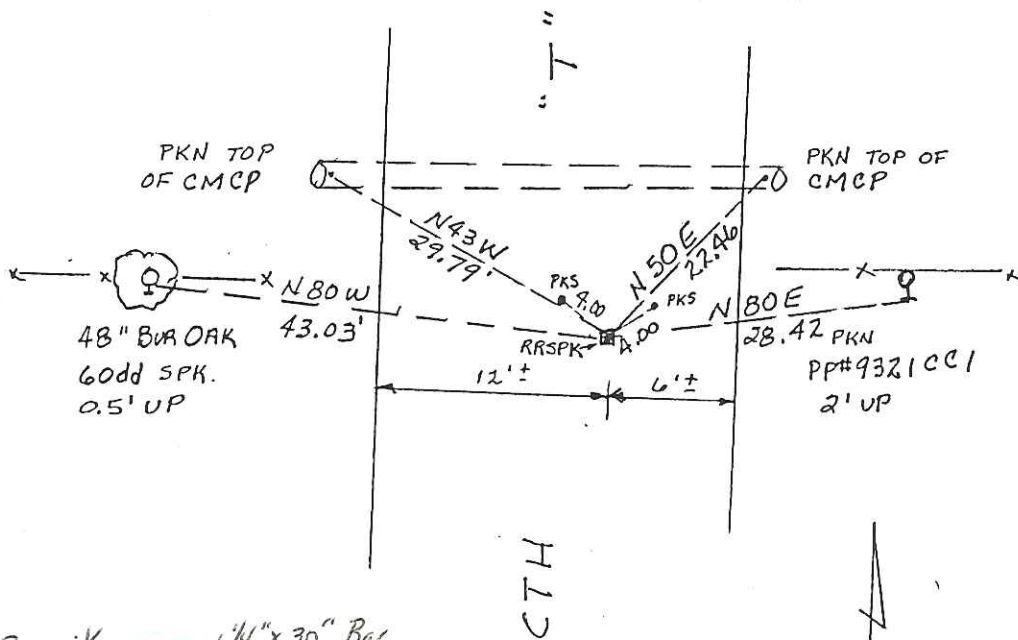 " T "
PKN TOP
OF CMCP
PKN TOP OF
CMCP
N43W
29.79'
N50E
22.46
PKS
4.00
PKS
4.00
N80W
43.03'
N80E
28.42
RRSPK
48" BUR OAK
60dd SPK.
0.5' UP
PKN
PP#9321CC1
2' UP
12'±
6'±
CTH
x 30" Bar